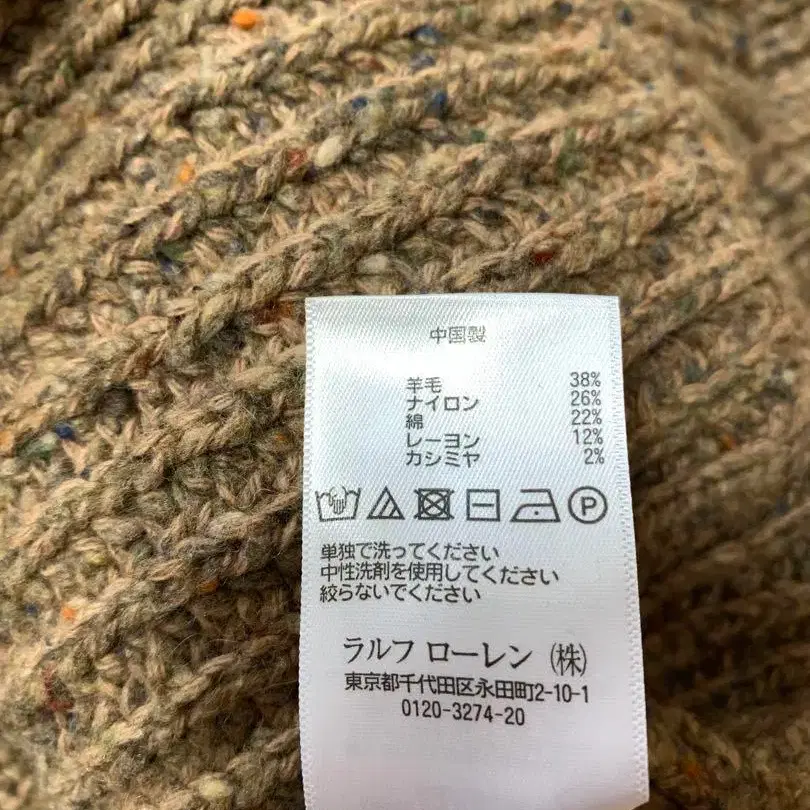 中国製
羊毛 38%
ナイロン 26%
綿 22%
レーヨン 12%
カシミヤ 2%
P
単独で洗ってください
中性洗剤を使用してください
絞らないでください
ラルフ ローレン (株)
東京都千代田区永田町2-10-1
0120-3274-20